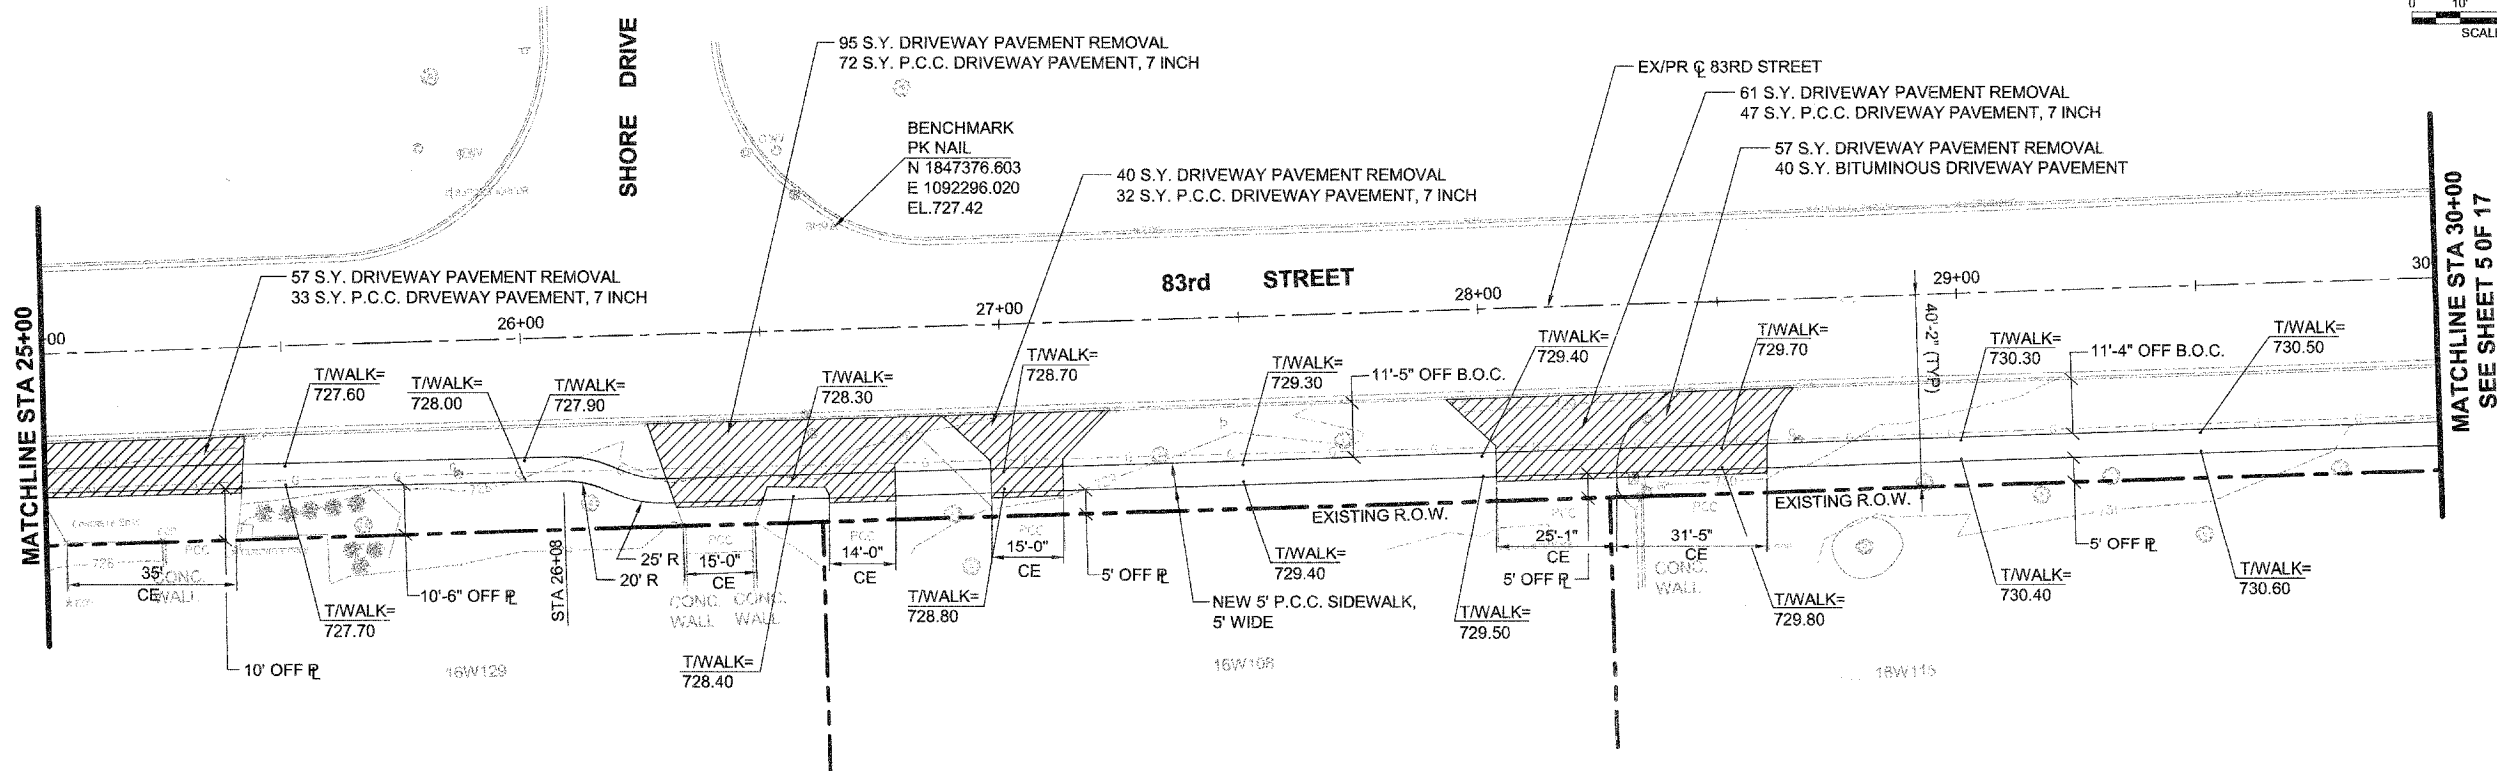 0 10'
SHORE DRIVE
95 S.Y. DRIVEWAY PAVEMENT REMOVAL
72 S.Y. P.C.C. DRIVEWAY PAVEMENT, 7 INCH
EX/PR ℄ 83RD STREET
61 S.Y. DRIVEWAY PAVEMENT REMOVAL
47 S.Y. P.C.C. DRIVEWAY PAVEMENT, 7 INCH
57 S.Y. DRIVEWAY PAVEMENT REMOVAL
40 S.Y. BITUMINOUS DRIVEWAY PAVEMENT
BENCHMARK
PK NAIL
N 1847376.603
E 1092296.020
EL.727.42
40 S.Y. DRIVEWAY PAVEMENT REMOVAL
32 S.Y. P.C.C. DRIVEWAY PAVEMENT, 7 INCH
57 S.Y. DRIVEWAY PAVEMENT REMOVAL
33 S.Y. P.C.C. DRVEWAY PAVEMENT, 7 INCH
83rd STREET
MATCHLINE STA 25+00
00
26+00
27+00
28+00
29+00
30
MATCHLINE STA 30+00
SEE SHEET 5 0F 17
40'-2" (TYP)
T/WALK=
727.60
T/WALK=
728.00
T/WALK=
727.90
T/WALK=
728.30
T/WALK=
728.70
T/WALK=
729.30
11'-5" OFF B.O.C.
T/WALK=
729.40
T/WALK=
729.70
T/WALK=
730.30
11'-4" OFF B.O.C.
T/WALK=
730.50
EXISTING R.O.W.
EXISTING R.O.W.
35'
CE
CONC.
WALL
PCC
10'-6" OFF ⅊
STA 26+08
25' R
20' R
PCC
15'-0"
CE
CONC.
WALL
CONC.
WALL
PCC
14'-0"
CE
PCC
15'-0"
CE
5' OFF ⅊
PCC
25'-1"
CE
5' OFF ⅊
31'-5"
CE
CONC.
WALL
5' OFF ⅊
T/WALK=
727.70
10' OFF ⅊
T/WALK=
728.40
T/WALK=
728.80
NEW 5' P.C.C. SIDEWALK,
5' WIDE
T/WALK=
729.40
T/WALK=
729.50
T/WALK=
729.80
T/WALK=
730.40
T/WALK=
730.60
16W129
16W108